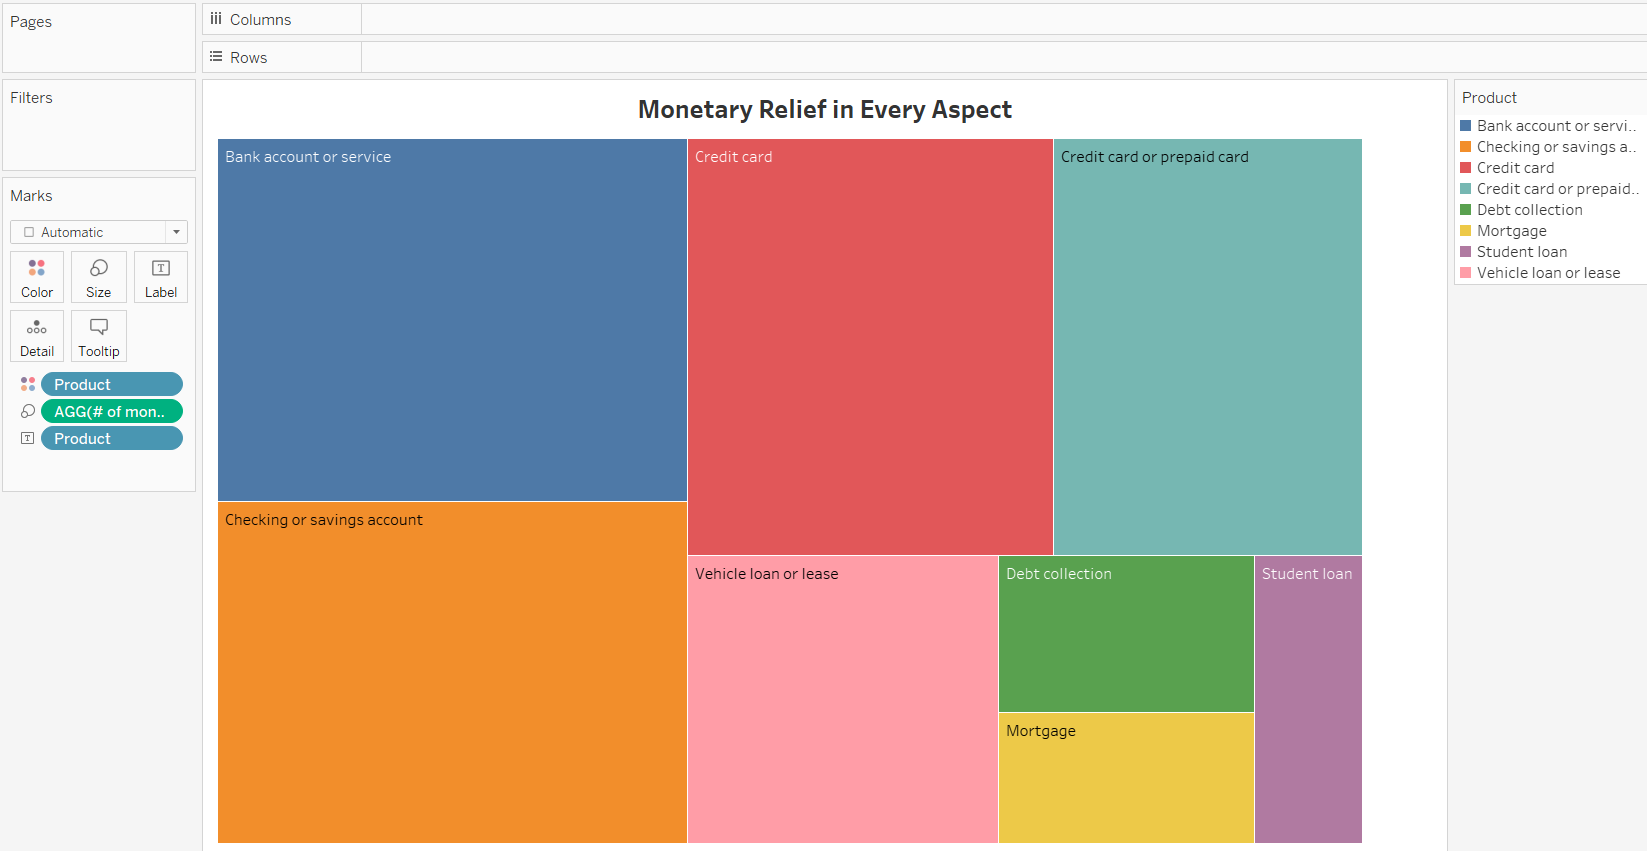 Pages
Columns
Rows
Filters
Marks
Automatic
Color
Size
Label
Detail
Tooltip
Product
AGG(# of mon..
Product
Monetary Relief in Every Aspect
Bank account or service
Credit card
Credit card or prepaid card
Checking or savings account
Vehicle loan or lease
Debt collection
Student loan
Mortgage
Product
Bank account or servi..
Checking or savings a..
Credit card
Credit card or prepaid..
Debt collection
Mortgage
Student loan
Vehicle loan or lease